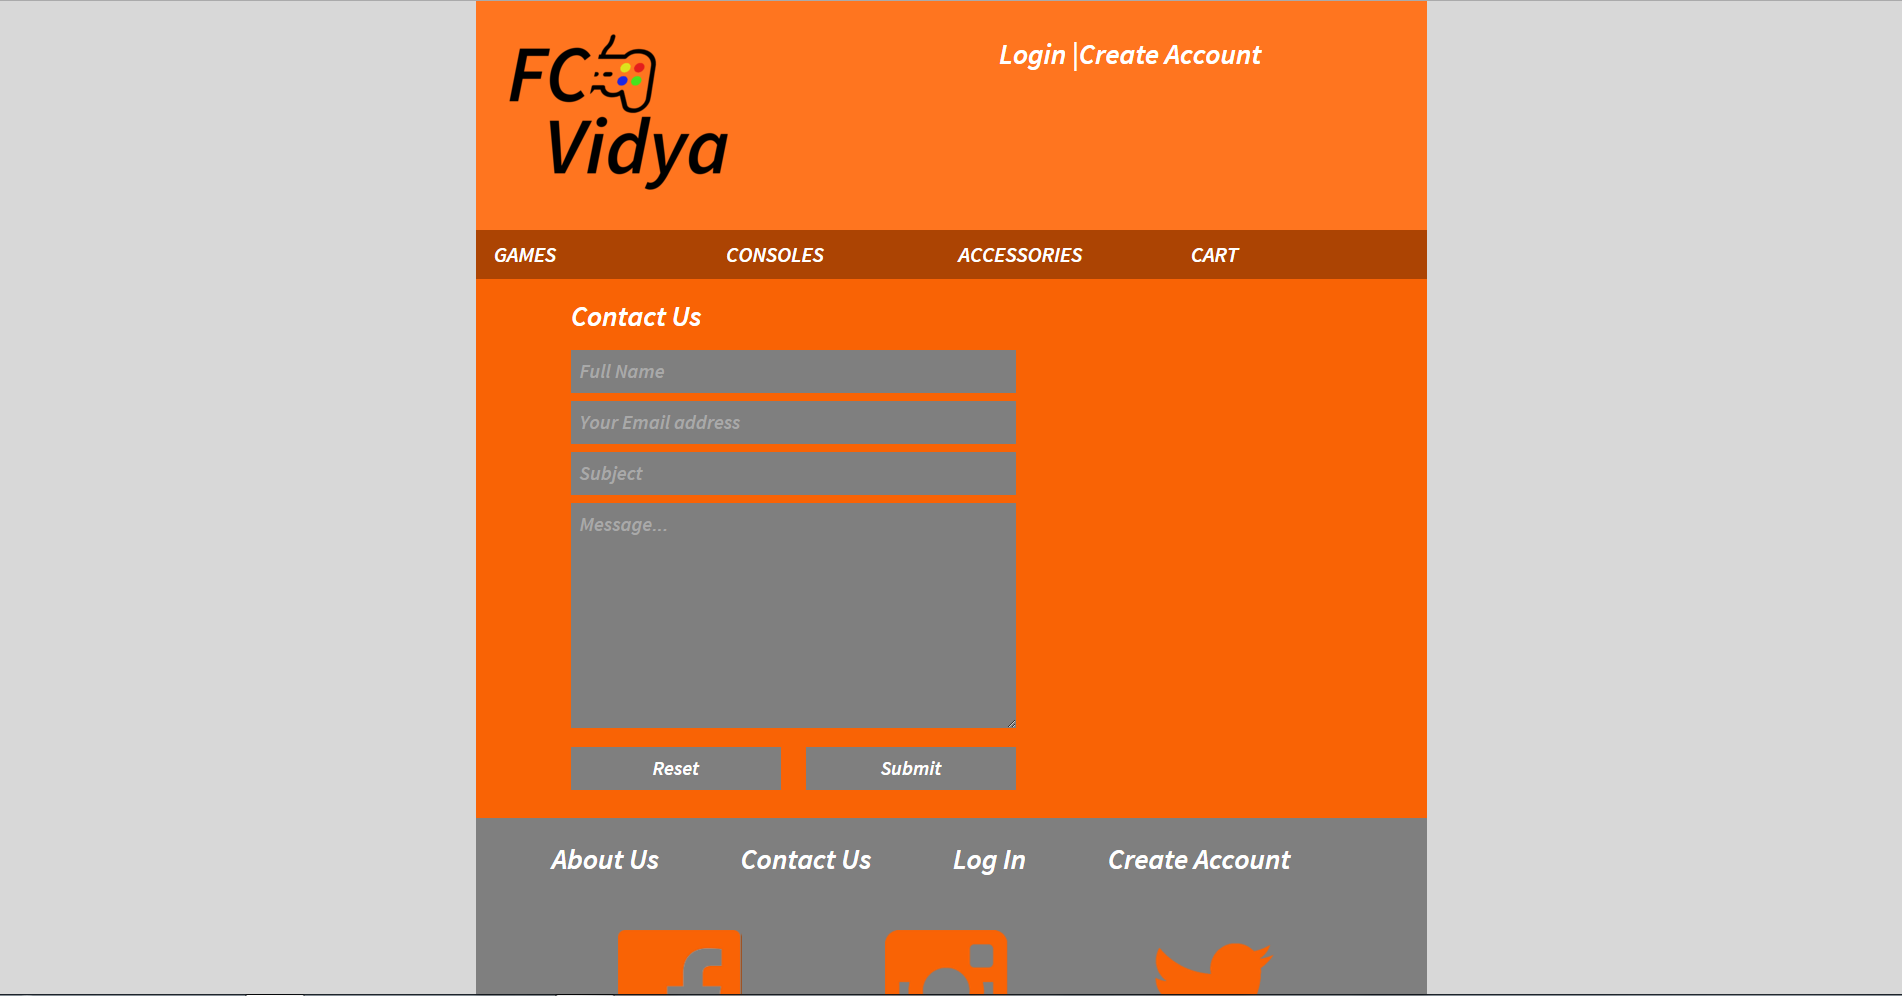 FC
Vidya
Login |Create Account
GAMES CONSOLES ACCESSORIES CART
Contact Us
Full Name
Your Email address
Subject
Message...
Reset Submit
About Us Contact Us Log In Create Account